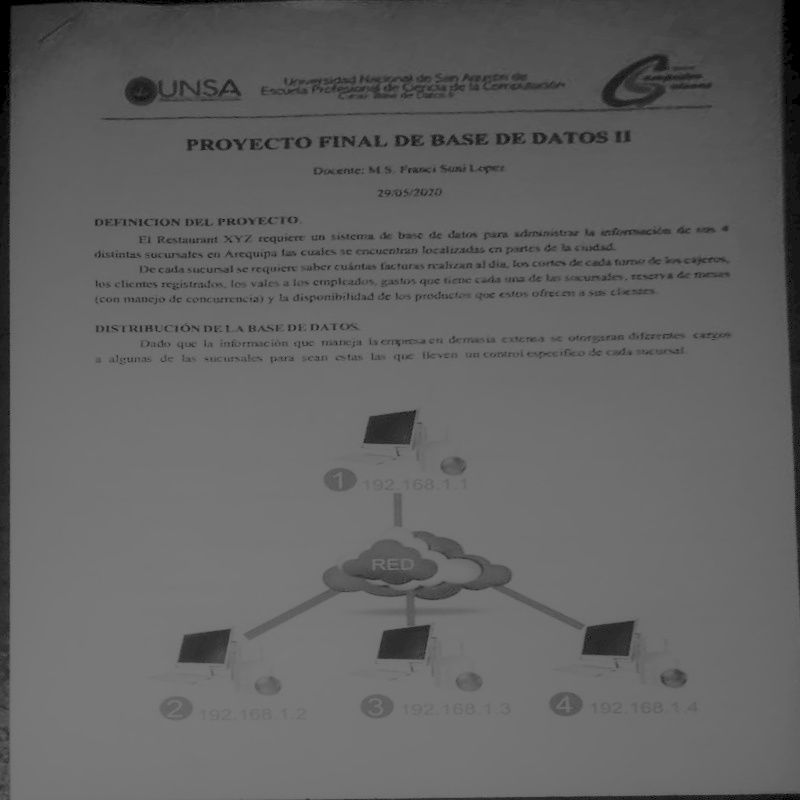 UNSA
Universidad Nacional de San Agustín de
Escuela Profesional de Ciencia de la Computación
Curso: Base de Datos II
PROYECTO FINAL DE BASE DE DATOS II
Docente: M.S. Franci Suni Lopez
29/05/2020
DEFINICION DEL PROYECTO.
El Restaurant XYZ requiere un sistema de base de datos para administrar la información de sus 4
distintas sucursales en Arequipa las cuales se encuentran localizadas en partes de la ciudad.
De cada sucursal se requiere saber cuántas facturas realizan al día, los cortes de cada turno de los cajeros,
los clientes registrados, los vales a los empleados, gastos que tiene cada una de las sucursales, reserva de mesas
(con manejo de concurrencia) y la disponibilidad de los productos que estos ofrecen a sus clientes.
DISTRIBUCIÓN DE LA BASE DE DATOS.
Dado que la información que maneja la empresa en demasía extensa se otorgaran diferentes cargos
a algunas de las sucursales para sean estas las que lleven un control especifico de cada sucursal.
1 192.168.1.1
RED
2 192.168.1.2 3 192.168.1.3 4 192.168.1.4